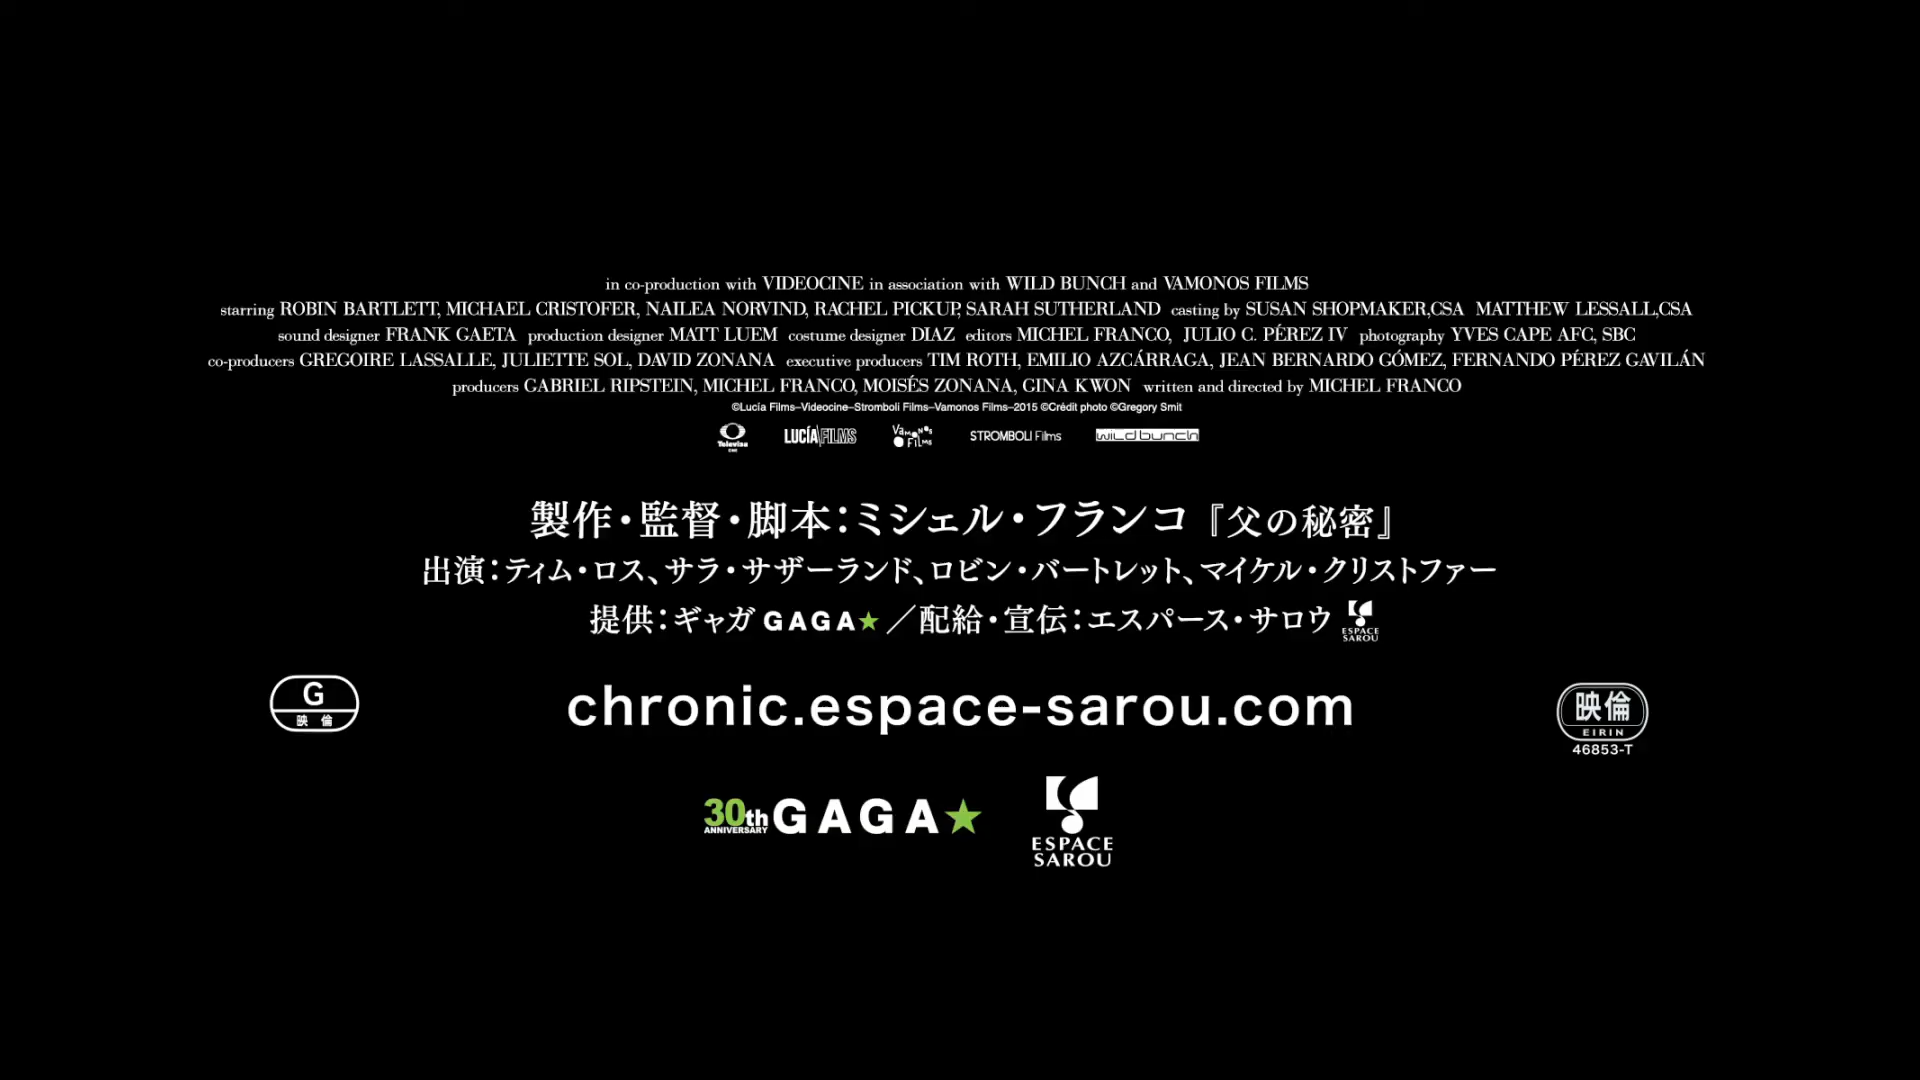 in co-production with VIDEOCINE in association with WILD BUNCH and VAMONOS FILMS
starring ROBIN BARTLETT, MICHAEL CRISTOFER, NAILEA NORVIND, RACHEL PICKUP, SARAH SUTHERLAND casting by SUSAN SHOPMAKER,CSA MATTHEW LESSALL,CSA
sound designer FRANK GAETA production designer MATT LUEM costume designer DIAZ editors MICHEL FRANCO, JULIO C. PÉREZ IV photography YVES CAPE AFC, SBC
co-producers GREGOIRE LASSALLE, JULIETTE SOL, DAVID ZONANA executive producers TIM ROTH, EMILIO AZCÁRRAGA, JEAN BERNARDO GÓMEZ, FERNANDO PÉREZ GAVILÁN
producers GABRIEL RIPSTEIN, MICHEL FRANCO, MOISÉS ZONANA, GINA KWON written and directed by MICHEL FRANCO
©Lucía Films–Videocine–Stromboli Films–Vamonos Films–2015 ©Crédit photo ©Gregory Smit
Televisa CINE LUCÍA FILMS VaMoNos FiLMs STROMBOLI Films wild bunch
製作・監督・脚本：ミシェル・フランコ『父の秘密』
出演：ティム・ロス、サラ・サザーランド、ロビン・バートレット、マイケル・クリストファー
提供：ギャガ GAGA★／配給・宣伝：エスパース・サロウ ESPACE SAROU
G 映倫
chronic.espace-sarou.com
映倫 EIRIN
46853-T
30th ANNIVERSARY GAGA★
ESPACE SAROU